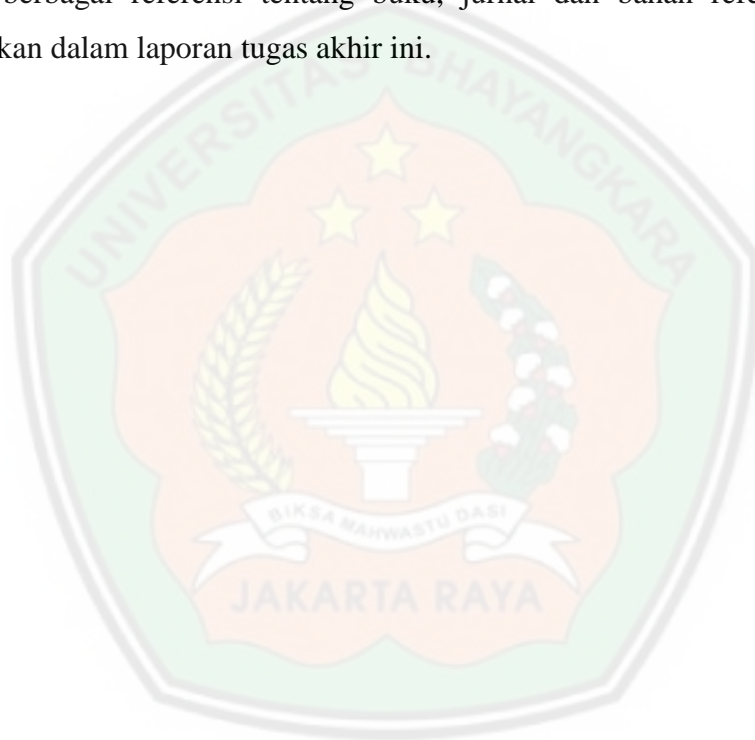 berbagai referensi tentang buku, jurnal dan bahan
kan dalam laporan tugas akhir ini.
UNIVERSITAS BHAYANGKARA
BIKSA MAHWASTU DASI
JAKARTA RAYA